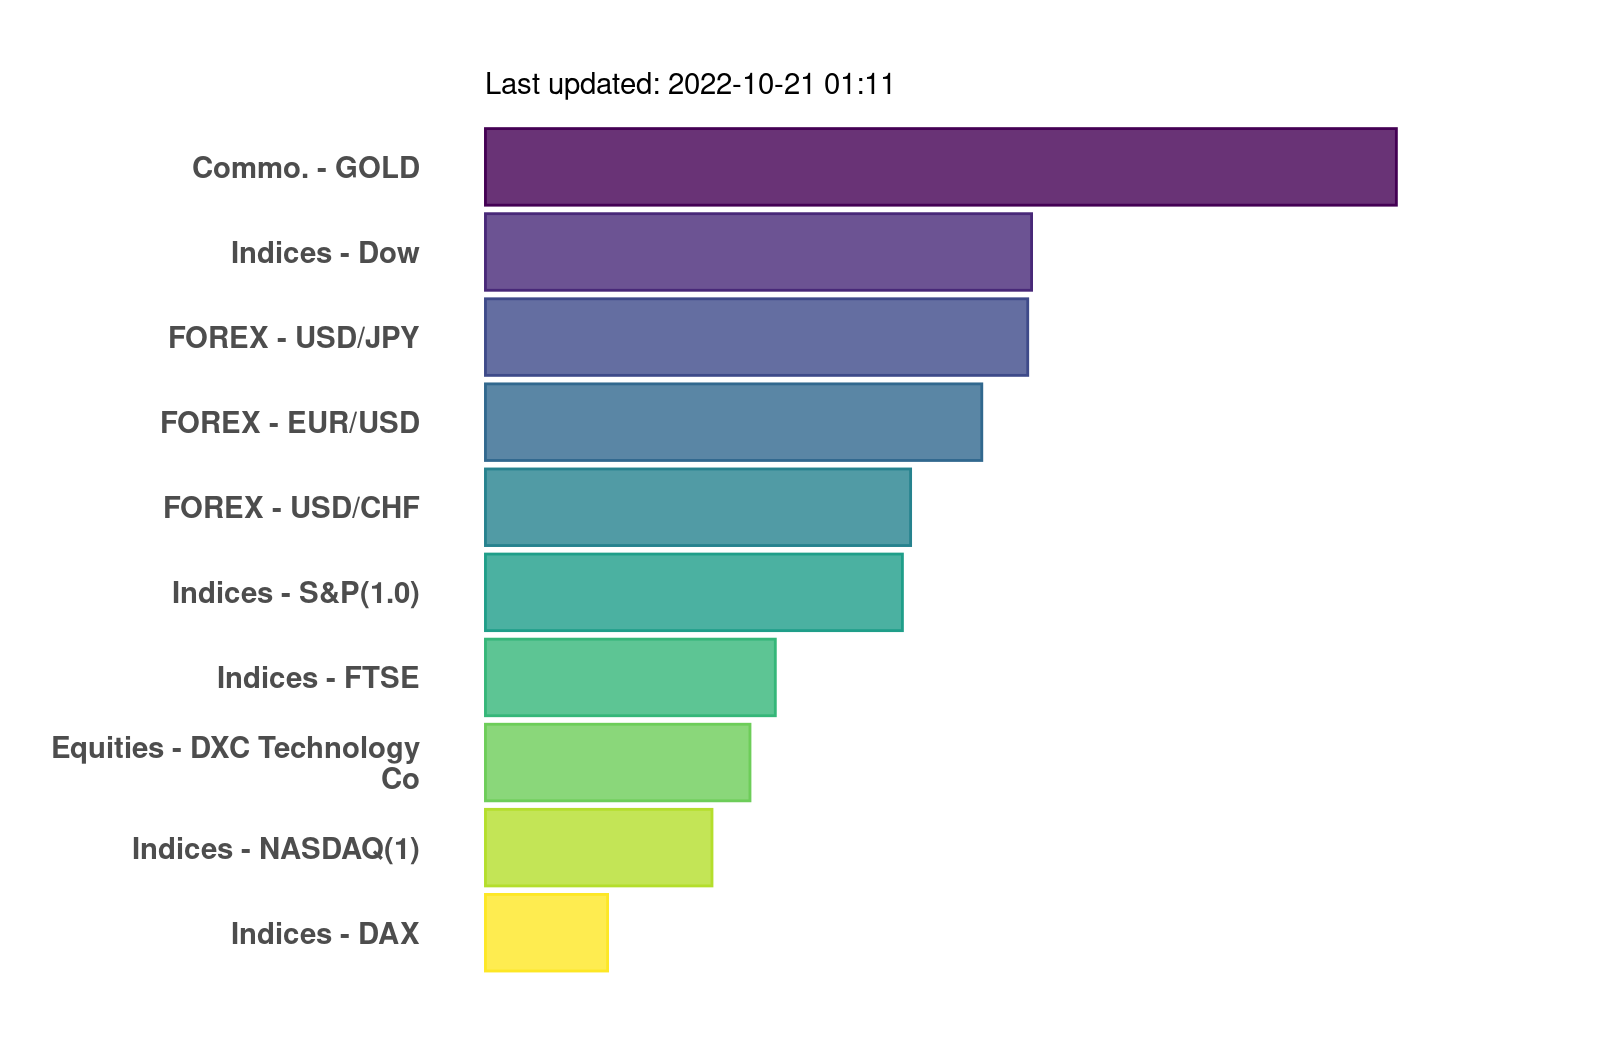 Last updated: 2022-10-21 01:11
Commo. - GOLD
Indices - Dow
FOREX - USD/JPY
FOREX - EUR/USD
FOREX - USD/CHF
Indices - S&P(1.0)
Indices - FTSE
Equities - DXC Technology
Co
Indices - NASDAQ(1)
Indices - DAX